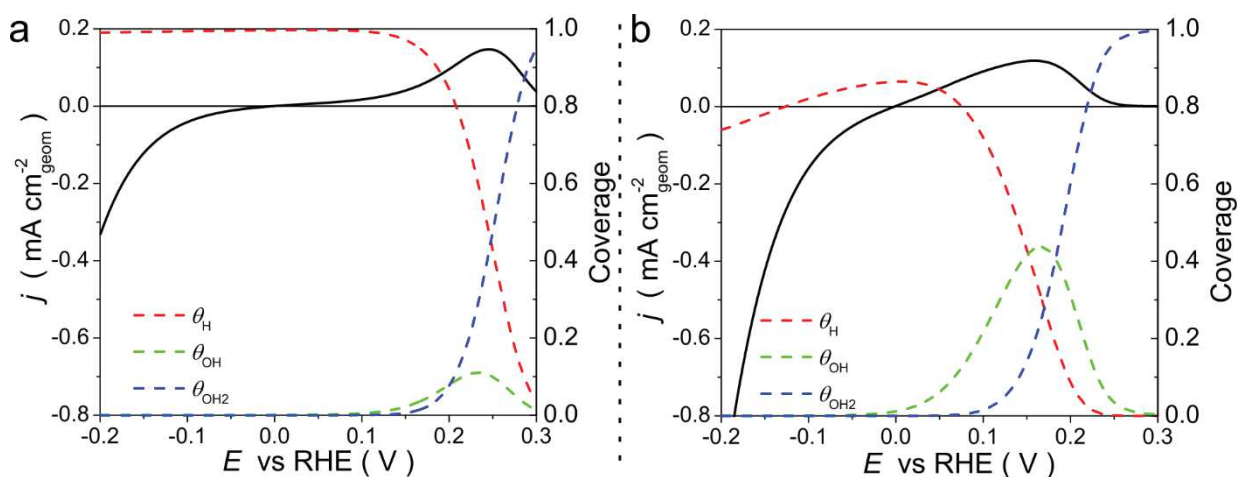 a
0.2
0.0
-0.2
-0.4
-0.6
-0.8
j ( mA cm-2geom )
1.0
0.8
0.6
0.4
0.2
0.0
Coverage
θH
θOH
θOH2
-0.2 -0.1 0.0 0.1 0.2 0.3
E vs RHE ( V )
b
0.2
0.0
-0.2
-0.4
-0.6
-0.8
j ( mA cm-2geom )
1.0
0.8
0.6
0.4
0.2
0.0
Coverage
θH
θOH
θOH2
-0.2 -0.1 0.0 0.1 0.2 0.3
E vs RHE ( V )